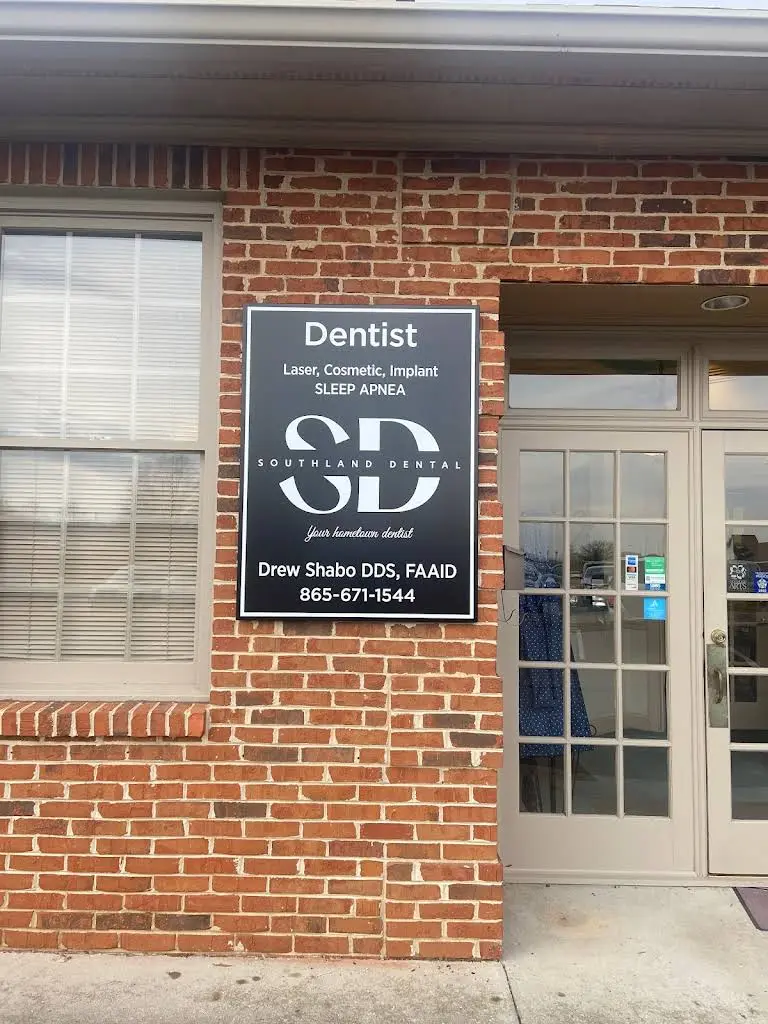 Dentist
Laser, Cosmetic, Implant
SLEEP APNEA
SD
SOUTHLAND DENTAL
Your hometown dentist
Drew Shabo DDS, FAAID
865-671-1544